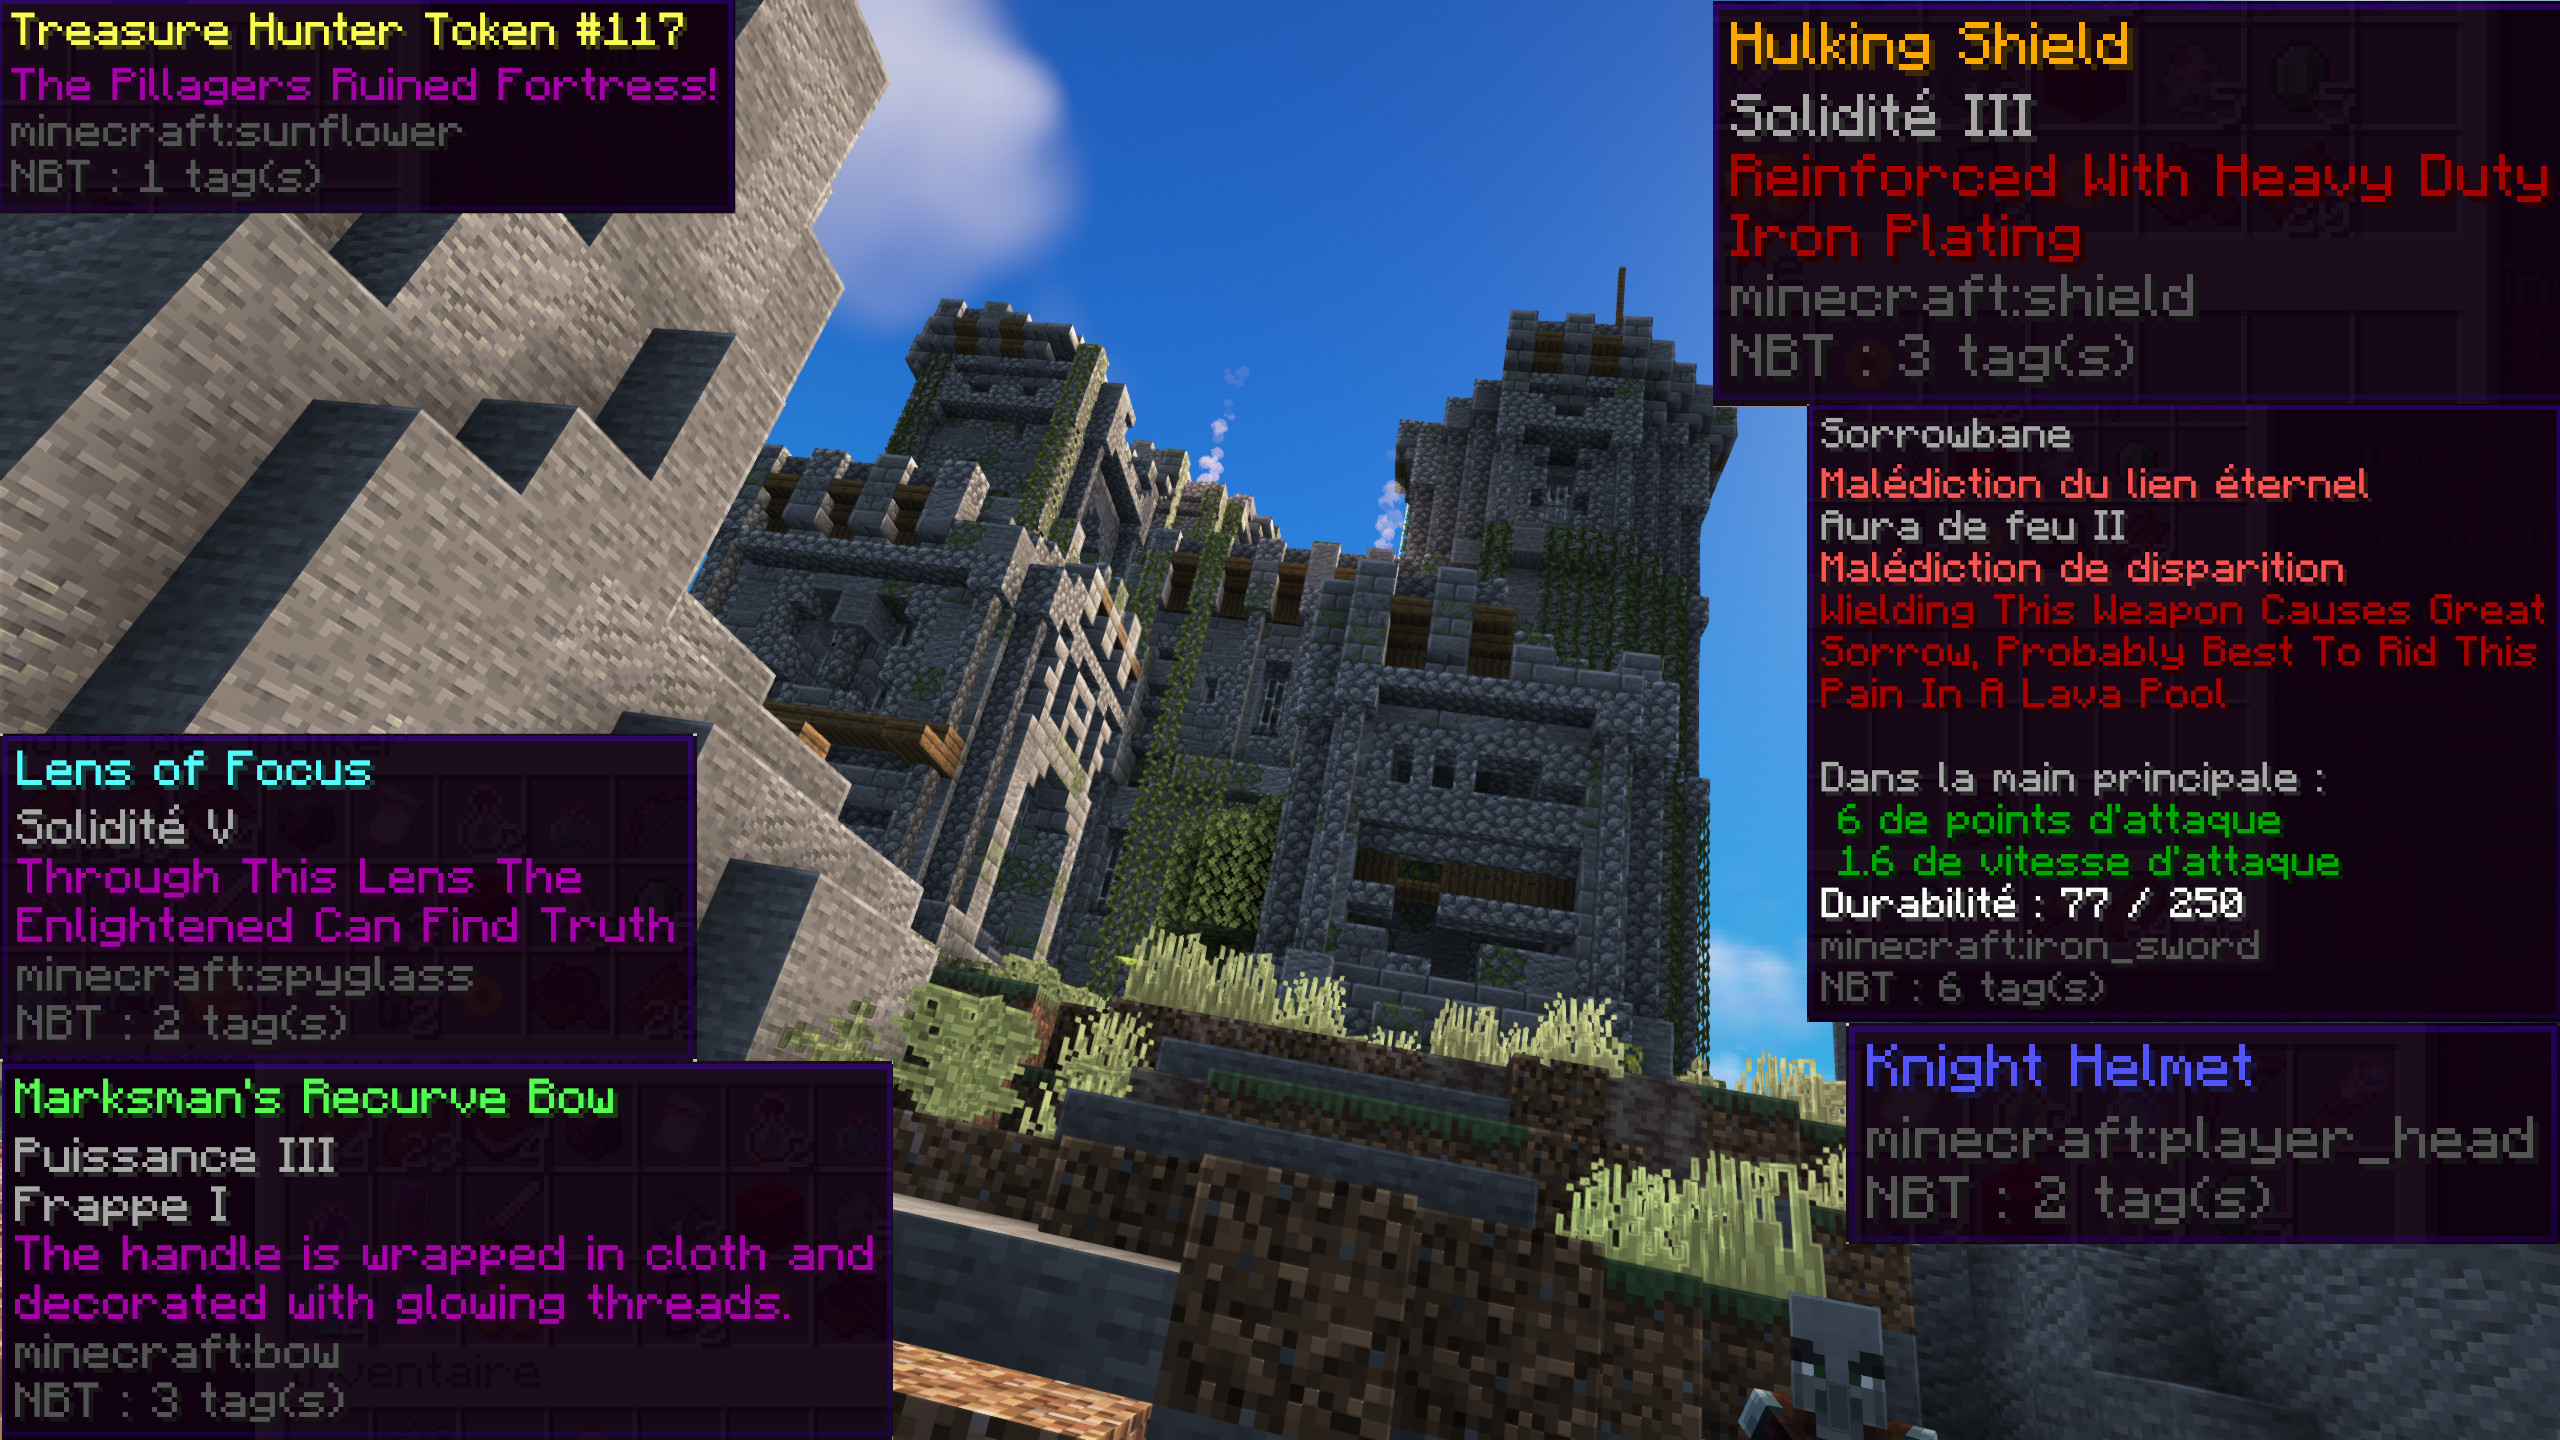 Treasure Hunter Token #117
The Pillagers Ruined Fortress!
minecraft:sunflower
NBT : 1 tag(s)
Hulking Shield
Solidité III
Reinforced With Heavy Duty
Iron Plating
minecraft:shield
NBT : 3 tag(s)
Sorrowbane
Malédiction du lien éternel
Aura de feu II
Malédiction de disparition
Wielding This Weapon Causes Great
Sorrow, Probably Best To Rid This
Pain In A Lava Pool
Dans la main principale :
6 de points d'attaque
1.6 de vitesse d'attaque
Durabilité : 77 / 250
minecraft:iron_sword
NBT : 6 tag(s)
Lens of Focus
Solidité V
Through This Lens The
Enlightened Can Find Truth
minecraft:spyglass
NBT : 2 tag(s)
Marksman's Recurve Bow
Puissance III
Frappe I
The handle is wrapped in cloth and
decorated with glowing threads.
minecraft:bow
NBT : 3 tag(s)
Knight Helmet
minecraft:player_head
NBT : 2 tag(s)